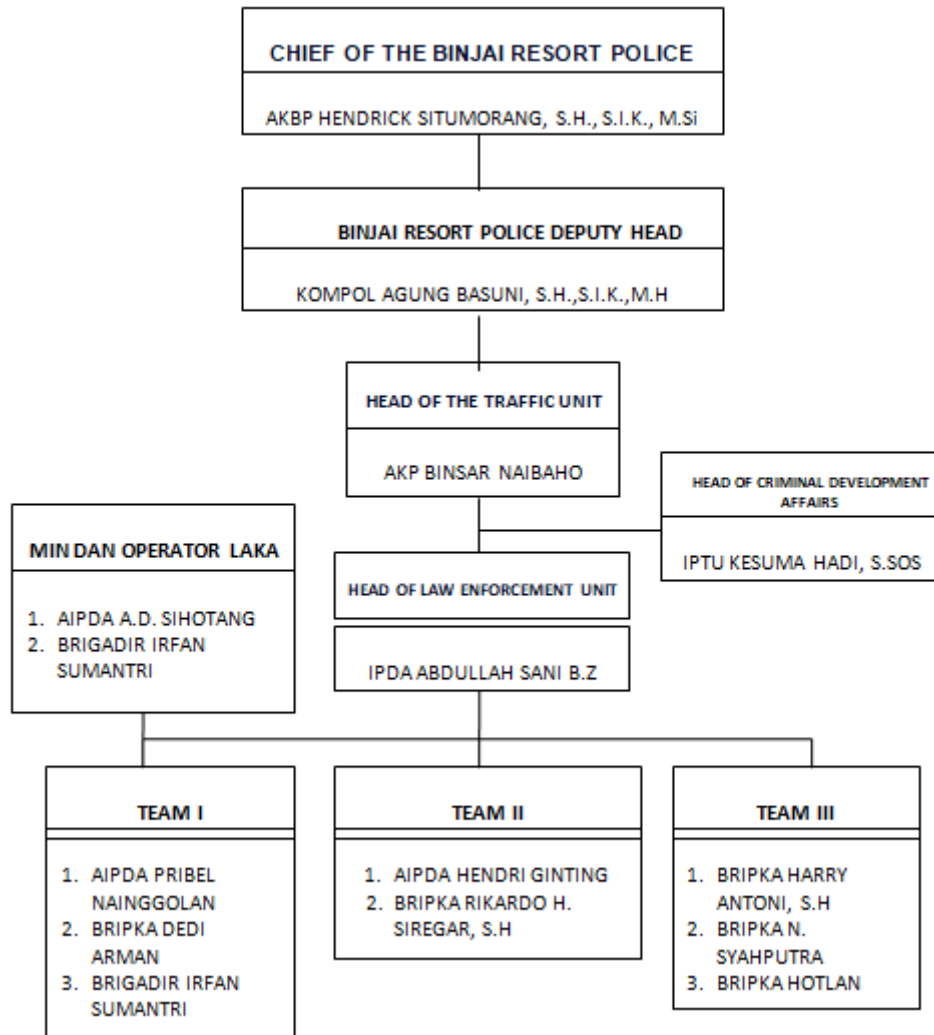 CHIEF OF THE BINJAI RESORT POLICE
AKBP HENDRICK SITUMORANG, S.H., S.I.K., M.Si
BINJAI RESORT POLICE DEPUTY HEAD
KOMPOL AGUNG BASUNI, S.H.,S.I.K.,M.H
HEAD OF THE TRAFFIC UNIT
AKP BINSAR NAIBAHO
HEAD OF CRIMINAL DEVELOPMENT
AFFAIRS
IPTU KESUMA HADI, S.SOS
MIN DAN OPERATOR LAKA
1. AIPDA A.D. SIHOTANG
2. BRIGADIR IRFAN
SUMANTRI
HEAD OF LAW ENFORCEMENT UNIT
IPDA ABDULLAH SANI B.Z
TEAM I
1. AIPDA PRIBEL
NAINGGOLAN
2. BRIPKA DEDI
ARMAN
3. BRIGADIR IRFAN
SUMANTRI
TEAM II
1. AIPDA HENDRI GINTING
2. BRIPKA RIKARDO H.
SIREGAR, S.H
TEAM III
1. BRIPKA HARRY
ANTONI, S.H
2. BRIPKA N.
SYAHPUTRA
3. BRIPKA HOTLAN